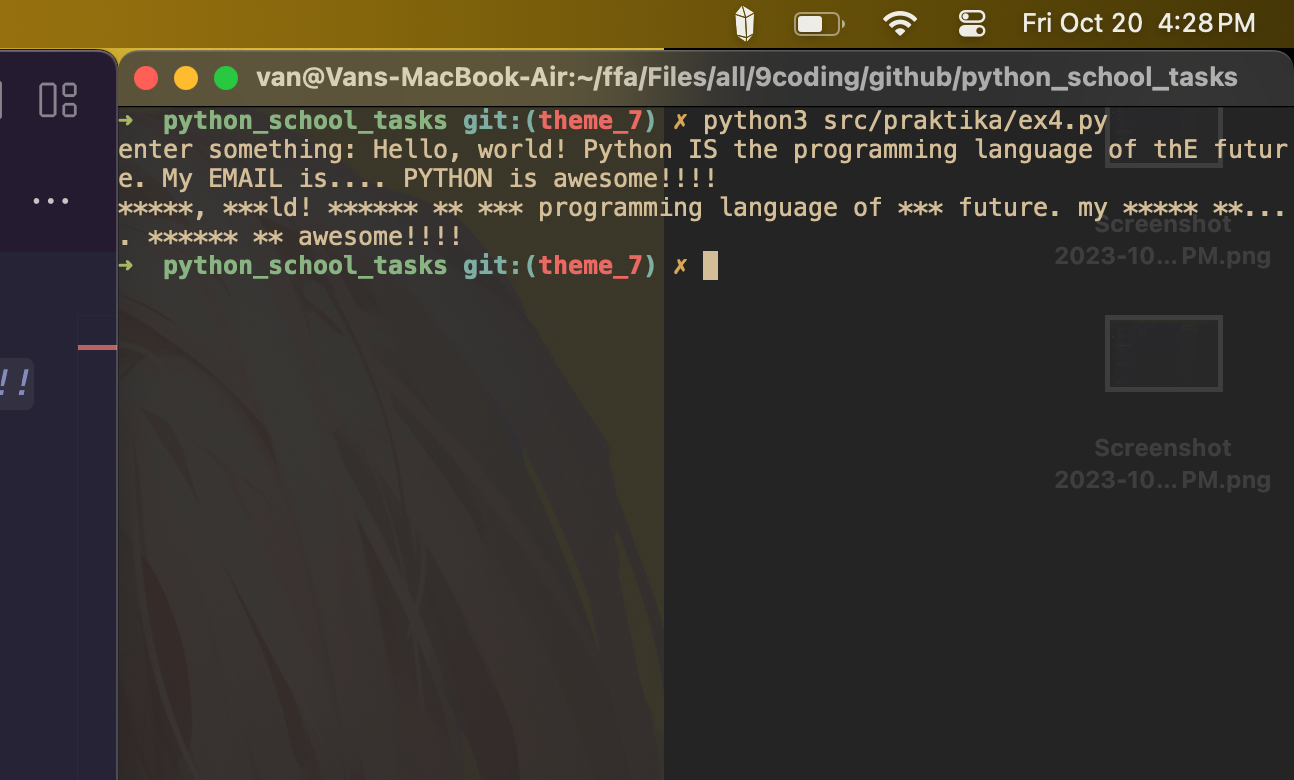 Fri Oct 20 4:28 PM
van@Vans-MacBook-Air:~/ffa/Files/all/9coding/github/python_school_tasks
➜ python_school_tasks git:(theme_7) ✗ python3 src/praktika/ex4.py
enter something: Hello, world! Python IS the programming language of thE futur
e. My EMAIL is.... PYTHON is awesome!!!!
*****, ***ld! ****** ** *** programming language of *** future. my ***** **...
. ****** ** awesome!!!!
➜ python_school_tasks git:(theme_7) ✗
Screenshot
2023-10...PM.png
!!
Screenshot
2023-10...PM.png